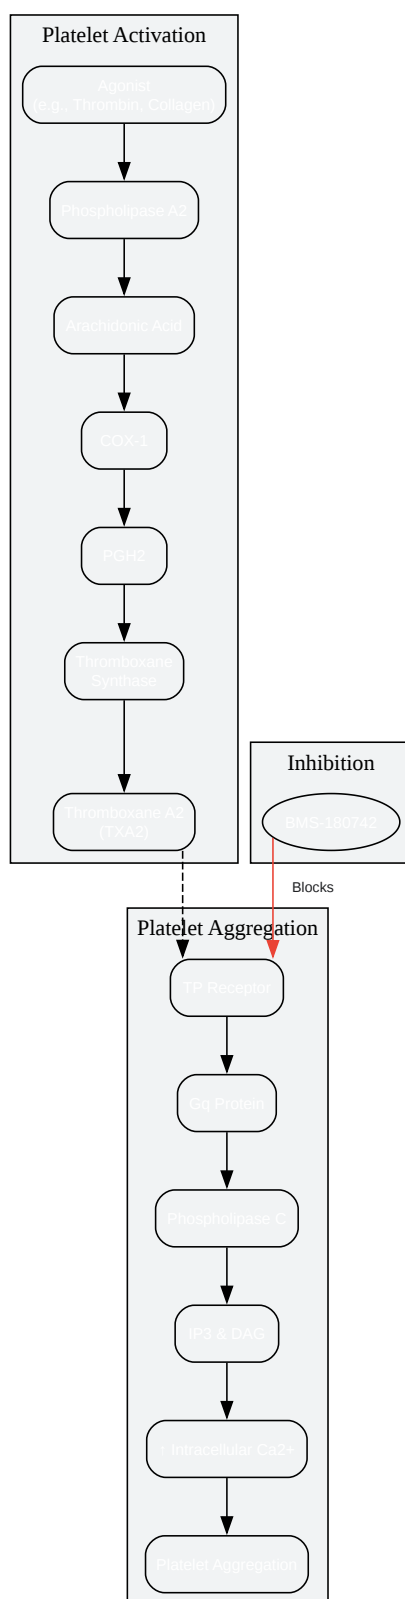 Platelet Activation
Agonist
(e.g., Thrombin, Collagen)
Phospholipase A2
Arachidonic Acid
COX-1
PGH2
Thromboxane
Synthase
Thromboxane A2
(TXA2)
Inhibition
BMS-180742
Blocks
Platelet Aggregation
TP Receptor
Gq Protein
Phospholipase C
IP3 & DAG
↑ Intracellular Ca2+
Platelet Aggregation